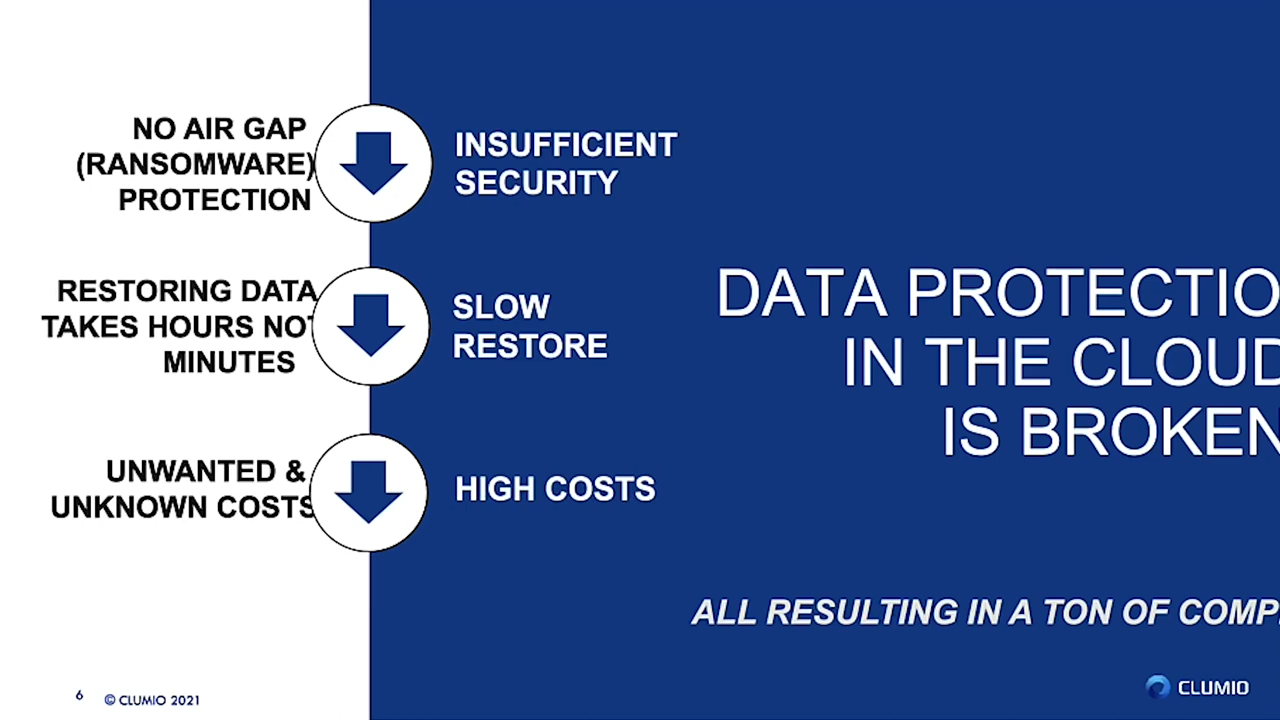 NO AIR GAP
(RANSOMWARE)
PROTECTION
INSUFFICIENT
SECURITY
RESTORING DATA
TAKES HOURS NOT
MINUTES
SLOW
RESTORE
UNWANTED &
UNKNOWN COSTS
HIGH COSTS
DATA PROTECTIO
IN THE CLOUD
IS BROKEN
ALL RESULTING IN A TON OF COMP
6
© CLUMIO 2021
CLUMIO